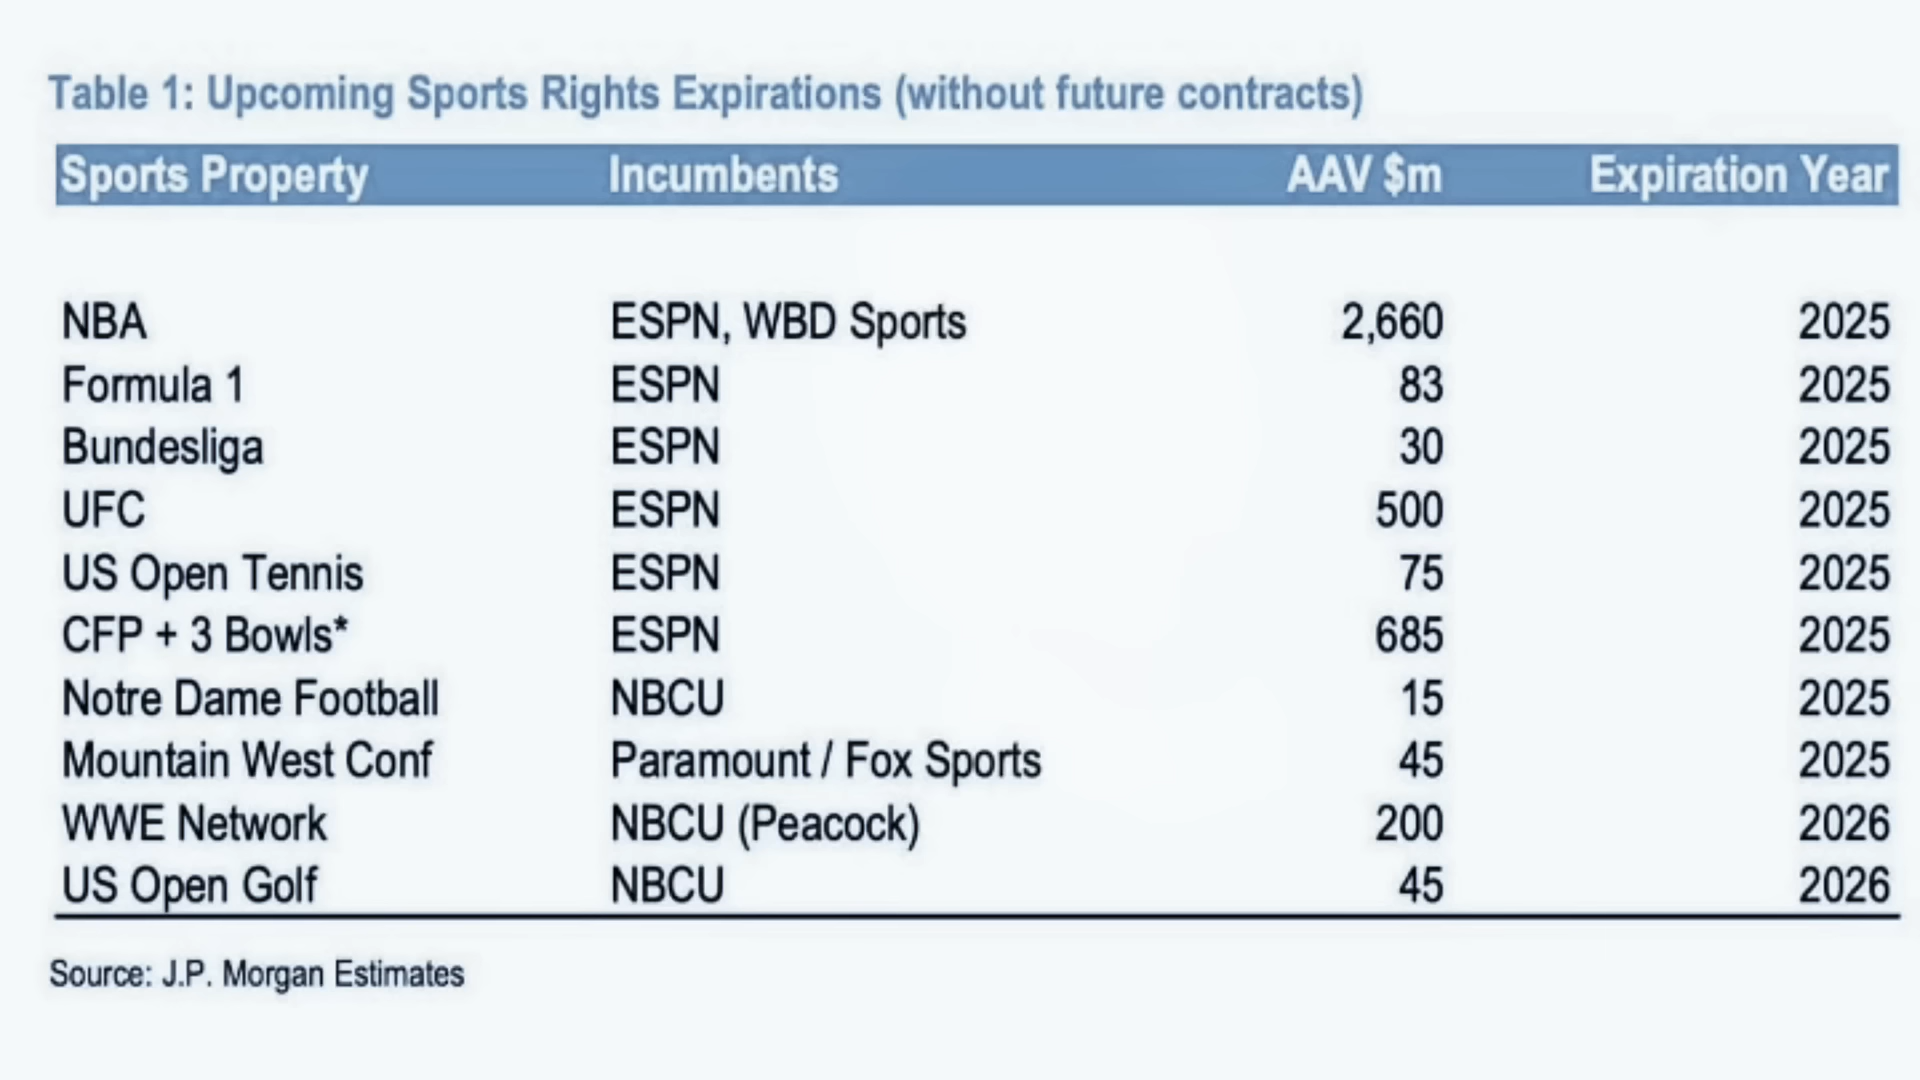 Table 1: Upcoming Sports Rights Expirations (without future contracts)
Sports Property Incumbents AAV $m Expiration Year
NBA ESPN, WBD Sports 2,660 2025
Formula 1 ESPN 83 2025
Bundesliga ESPN 30 2025
UFC ESPN 500 2025
US Open Tennis ESPN 75 2025
CFP + 3 Bowls* ESPN 685 2025
Notre Dame Football NBCU 15 2025
Mountain West Conf Paramount / Fox Sports 45 2025
WWE Network NBCU (Peacock) 200 2026
US Open Golf NBCU 45 2026
Source: J.P. Morgan Estimates